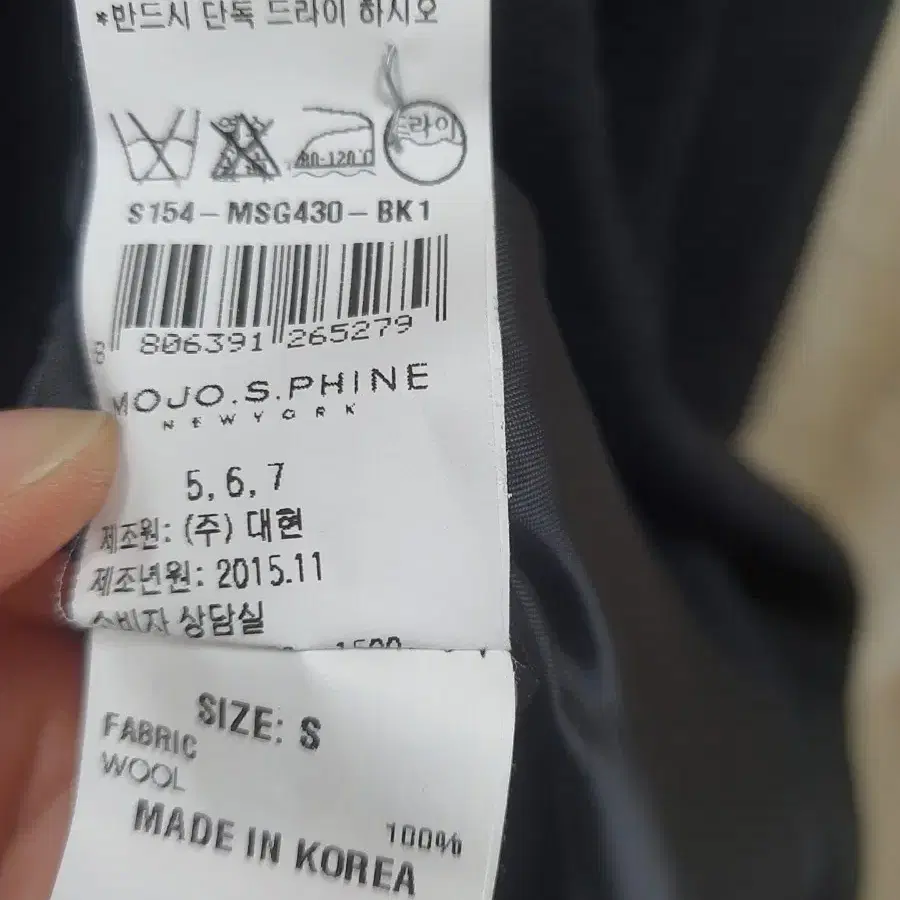 *반드시 단독 드라이 하시오
80-120℃
드라이
S154-MSG430-BK1
8 806391 265279
MOJO.S.PHINE
NEWYORK
5, 6, 7
제조원: (주) 대현
제조년원: 2015.11
소비자 상담실
SIZE: S
FABRIC
WOOL
100%
MADE IN KOREA